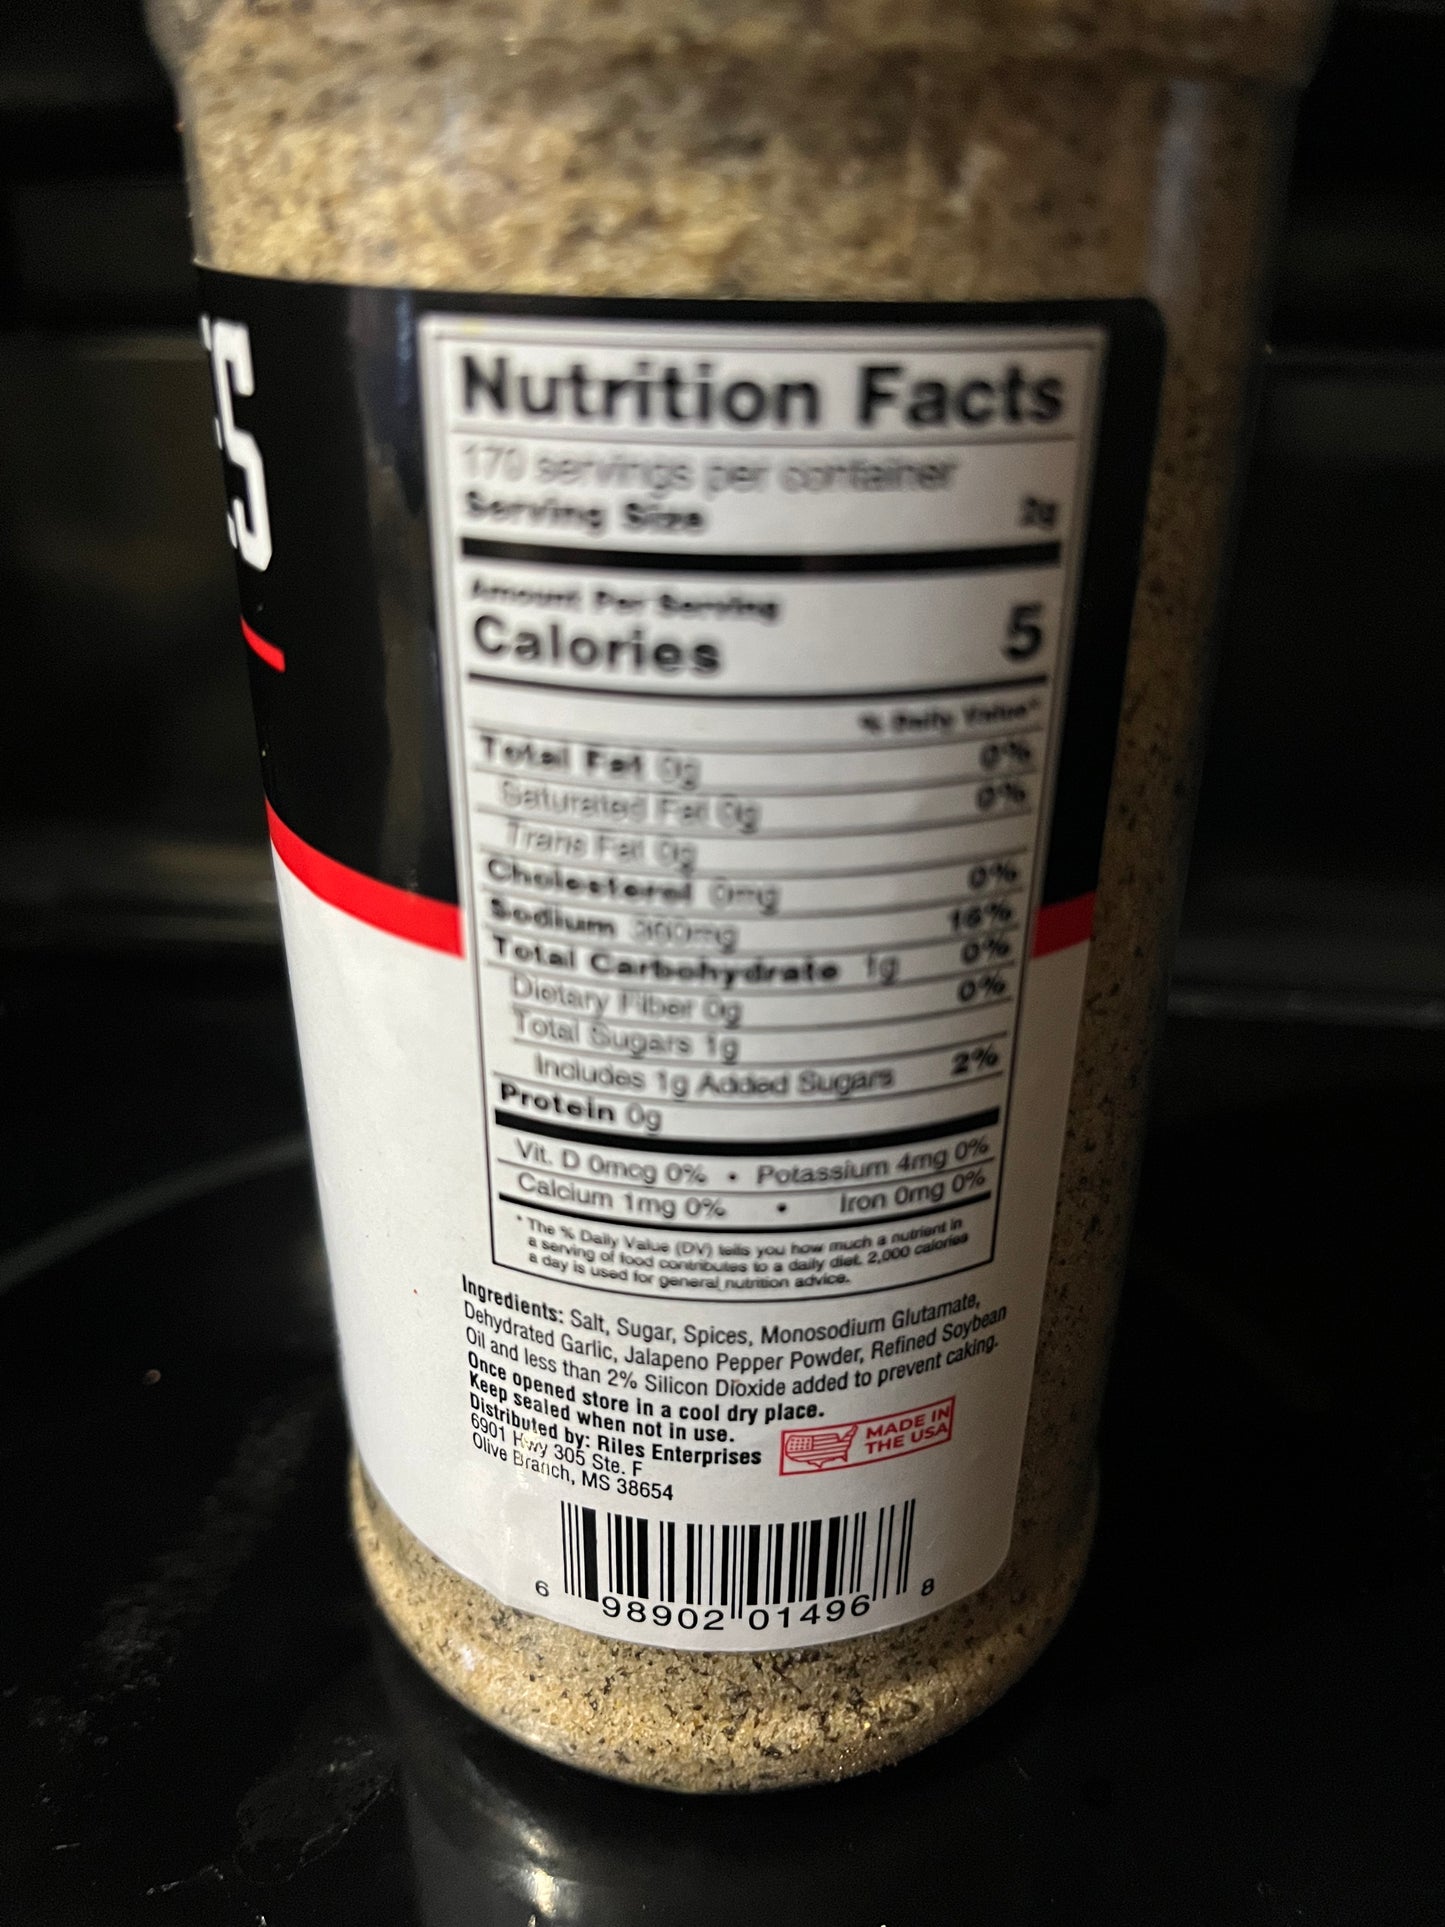 Nutrition Facts
170 servings per container
Serving Size 2g
Amount Per Serving
Calories 5
% Daily Value*
Total Fat 0g 0%
Saturated Fat 0g 0%
Trans Fat 0g
Cholesterol 0mg 0%
Sodium 16%
Total Carbohydrate 1g 0%
Dietary Fiber 0g 0%
Total Sugars 1g
Includes 1g Added Sugars 2%
Protein 0g
Vit. D 0mcg 0% • Potassium 4mg 0%
Calcium 1mg 0% • Iron 0mg 0%
* The % Daily Value (DV) tells you how much a nutrient in
a serving of food contributes to a daily diet. 2,000 calories
a day is used for general nutrition advice.
Ingredients: Salt, Sugar, Spices, Monosodium Glutamate,
Dehydrated Garlic, Jalapeno Pepper Powder, Refined Soybean
Oil and less than 2% Silicon Dioxide added to prevent caking.
Once opened store in a cool dry place.
Keep sealed when not in use.
Distributed by: Riles Enterprises
6901 Hwy 305 Ste. F
Olive Branch, MS 38654
MADE IN
THE USA
6 98902 01496 8